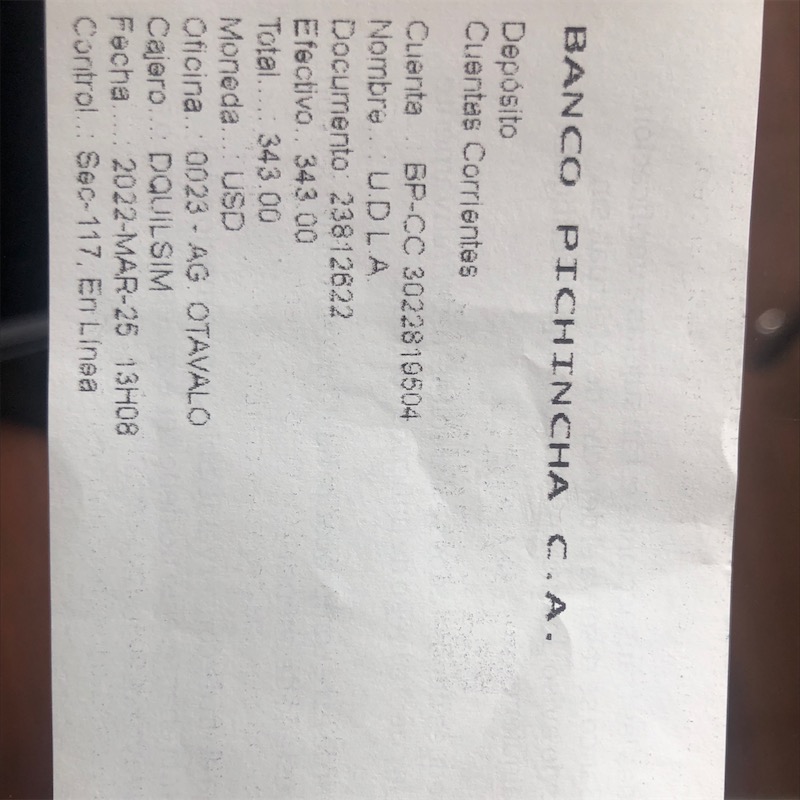 BANCO PICHINCHA C.A.
Depósito
Cuentas Corrientes
Cuenta . : BP-CC 3022819504
Nombre. . : U.D.L.A.
Documento: 23812622
Efectivo. : 343.00
Total. . . . : 343.00
Moneda. . : USD
Oficina. . : 0023 - AG. OTAVALO
Cajero. . . : DQUILSIM
Fecha . . . : 2022-MAR-25 13H08
Control. . : Sec-117, En Línea